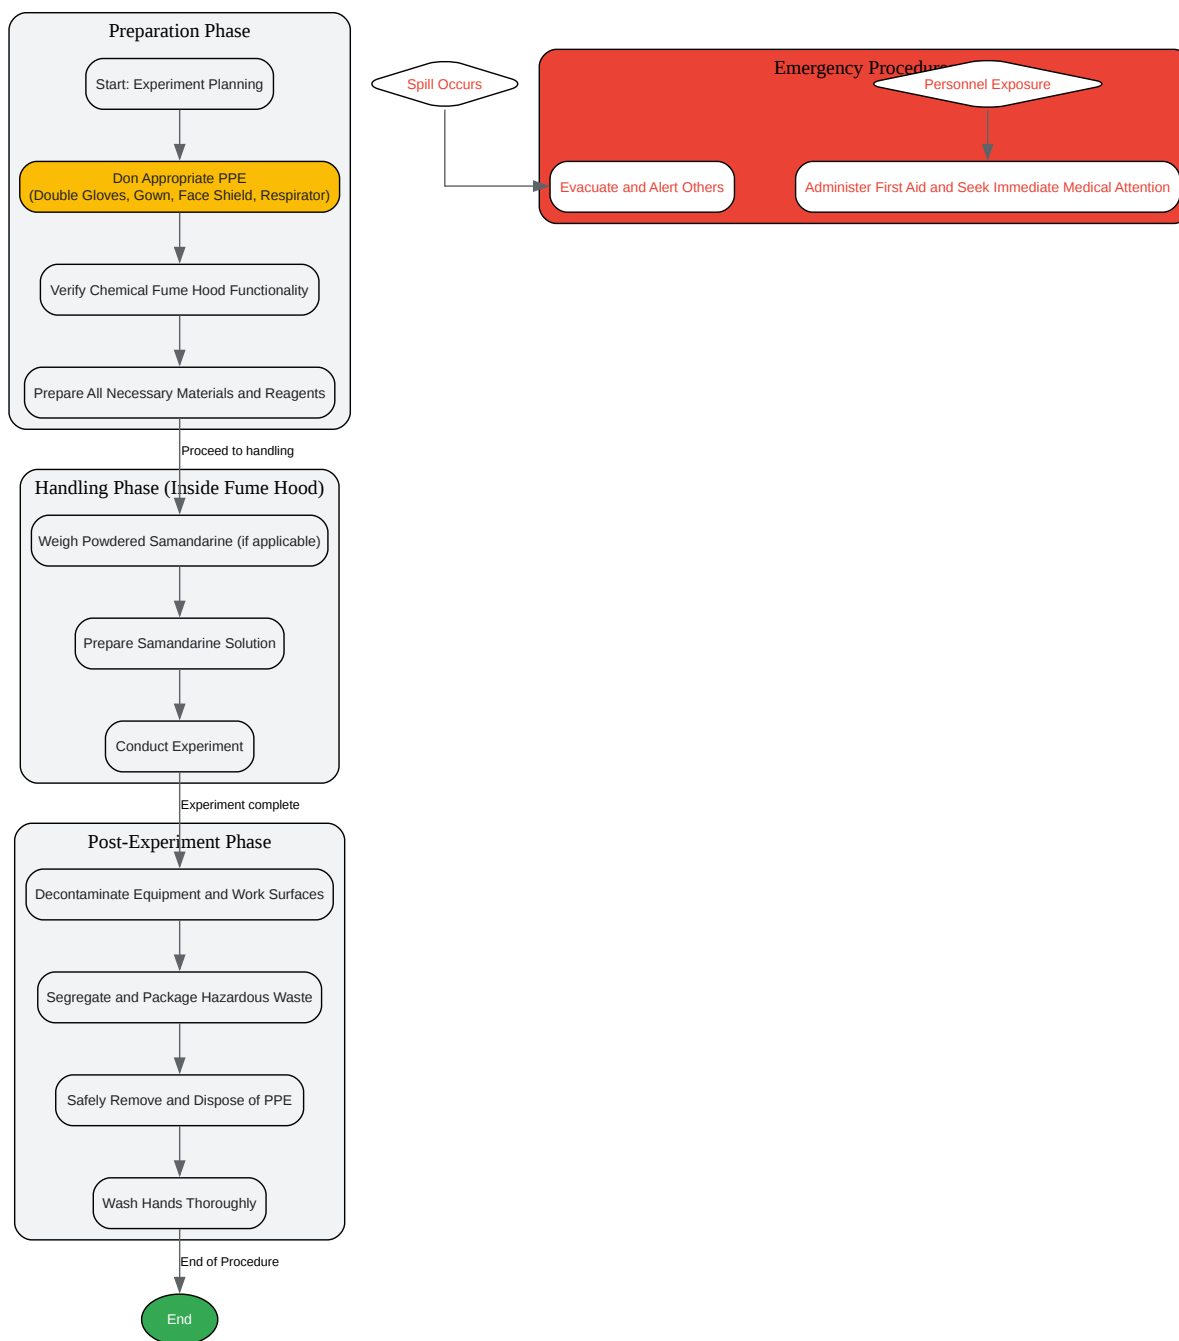 Preparation Phase
Start: Experiment Planning
Don Appropriate PPE
(Double Gloves, Gown, Face Shield, Respirator)
Verify Chemical Fume Hood Functionality
Prepare All Necessary Materials and Reagents
Proceed to handling
Handling Phase (Inside Fume Hood)
Weigh Powdered Samandarine (if applicable)
Prepare Samandarine Solution
Conduct Experiment
Experiment complete
Post-Experiment Phase
Decontaminate Equipment and Work Surfaces
Segregate and Package Hazardous Waste
Safely Remove and Dispose of PPE
Wash Hands Thoroughly
End of Procedure
End
Spill Occurs
Emergency Procedure
Personnel Exposure
Evacuate and Alert Others
Administer First Aid and Seek Immediate Medical Attention